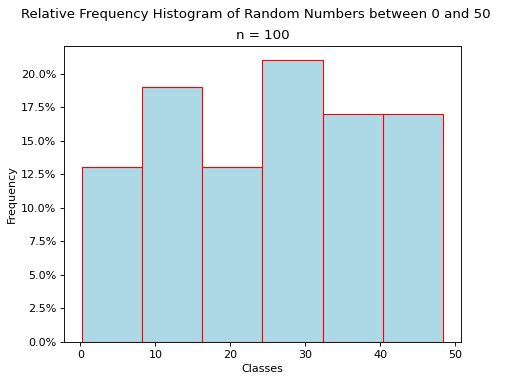 Relative Frequency Histogram of Random Numbers between 0 and 50
n = 100
20.0%
17.5%
15.0%
12.5%
10.0%
7.5%
5.0%
2.5%
0.0%
Frequency
0 10 20 30 40 50
Classes